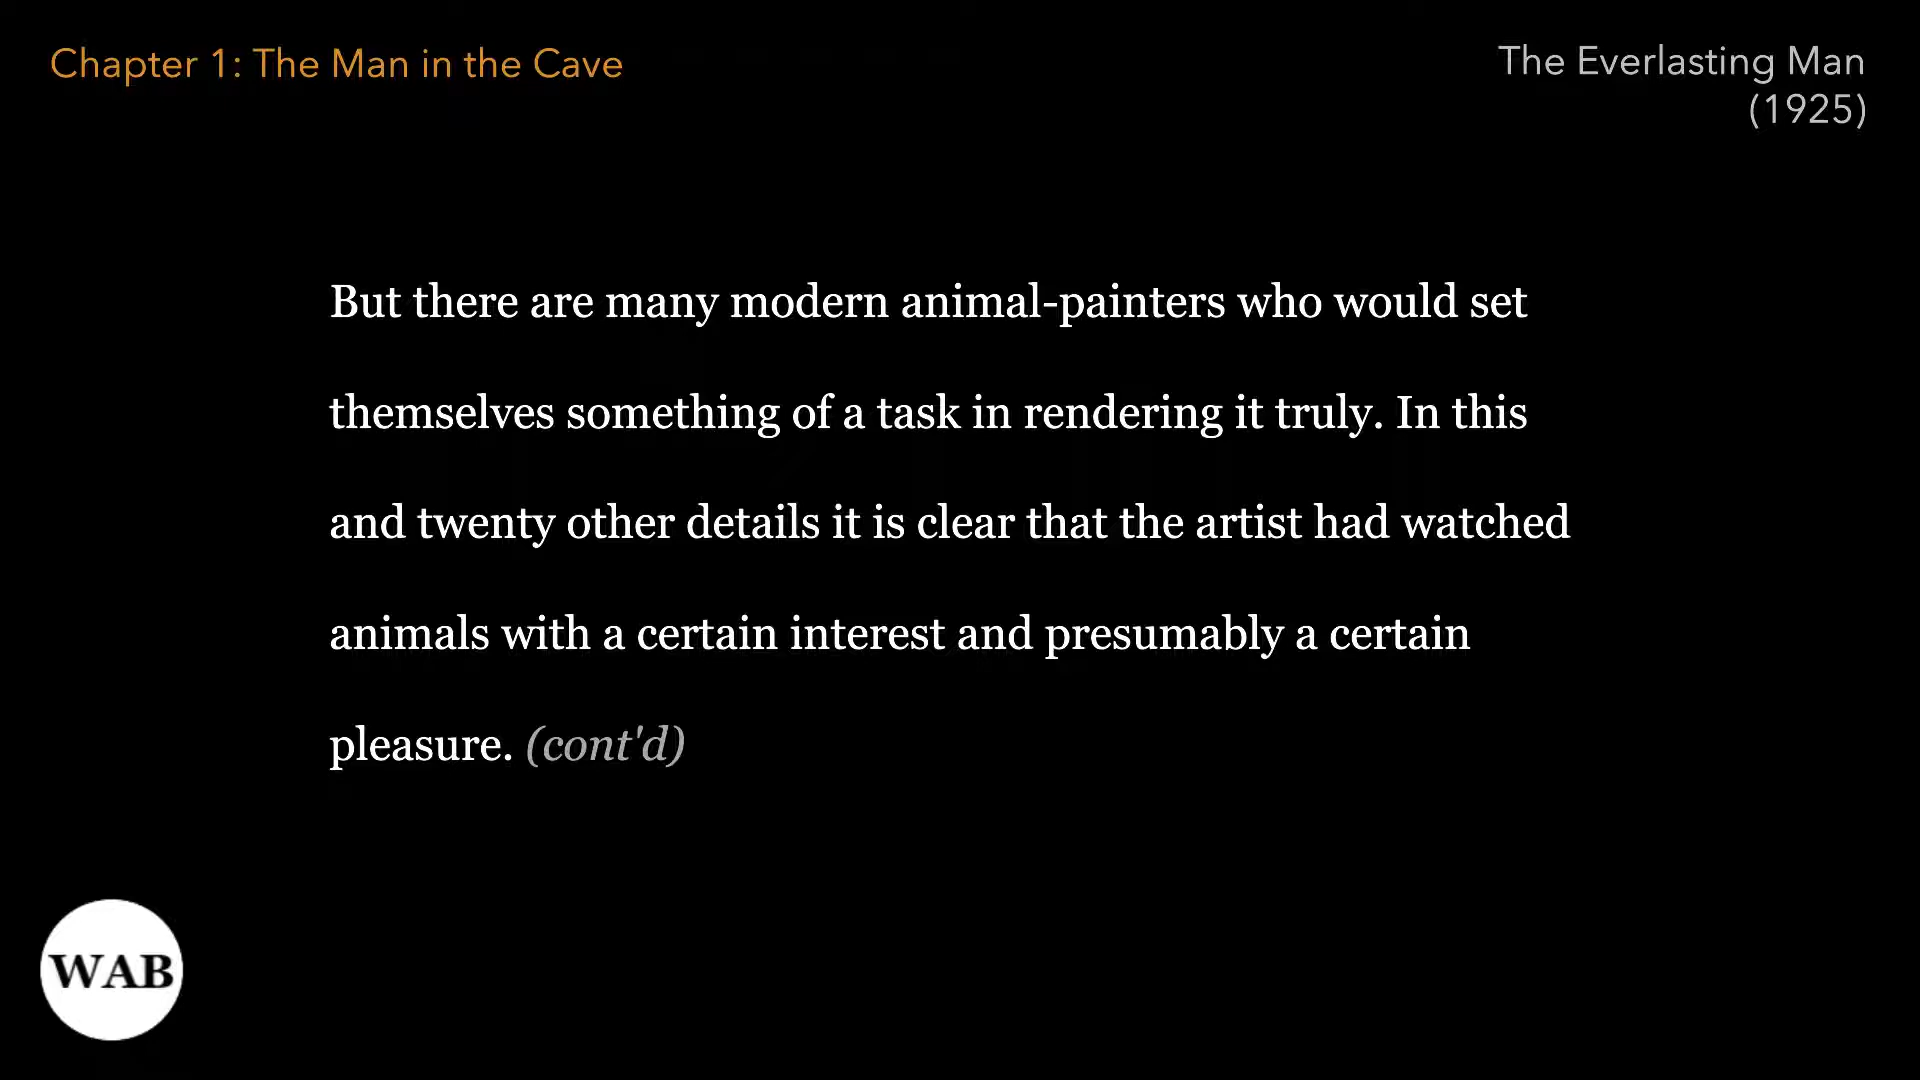 Chapter 1: The Man in the Cave
The Everlasting Man
(1925)
But there are many modern animal-painters who would set
themselves something of a task in rendering it truly. In this
and twenty other details it is clear that the artist had watched
animals with a certain interest and presumably a certain
pleasure. (cont'd)
WAB